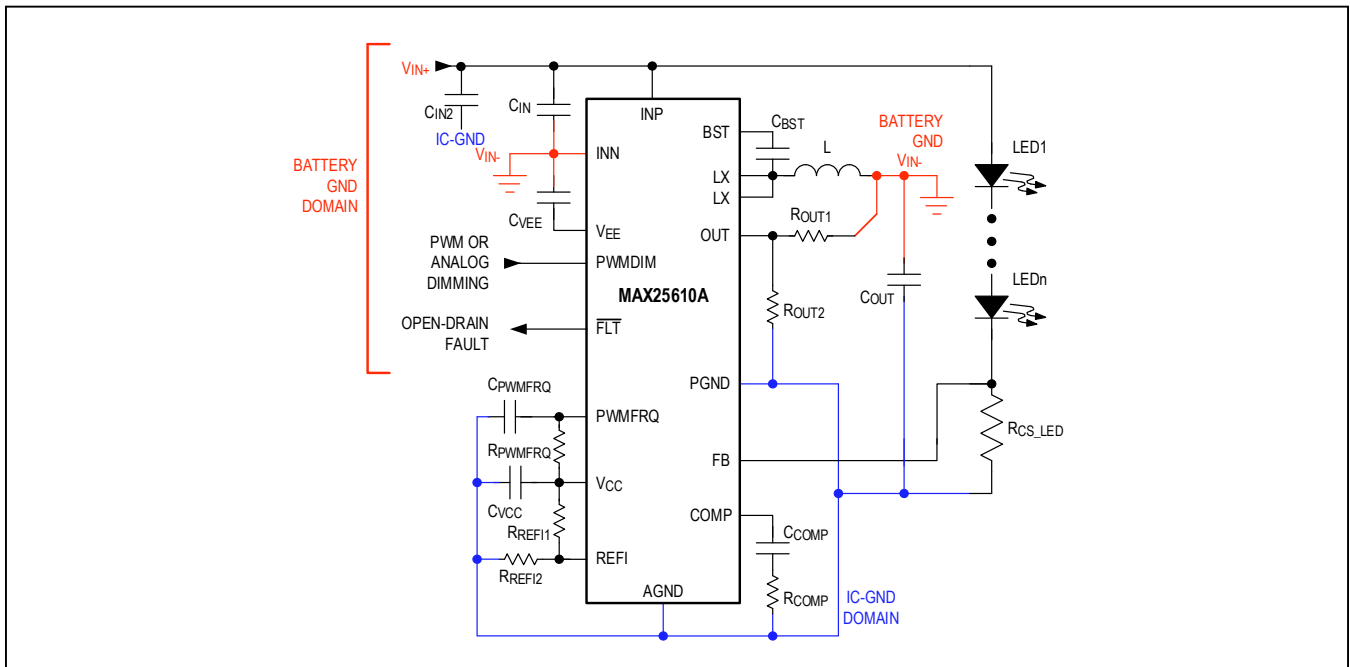 VIN+
CIN2
IC-GND
CIN
VIN-
BATTERY
GND
DOMAIN
CVEE
PWM OR
ANALOG
DIMMING
OPEN-DRAIN
FAULT
CPWMFRQ
RPWMFRQ
CVCC
RREFI1
RREFI2
INP
INN
VEE
PWMDIM
MAX25610A
FLT
PWMFRQ
VCC
REFI
AGND
BST
LX
LX
OUT
PGND
FB
COMP
CBST
L
BATTERY
GND
VIN-
ROUT1
ROUT2
COUT
LED1
LEDn
RCS_LED
CCOMP
RCOMP
IC-GND
DOMAIN